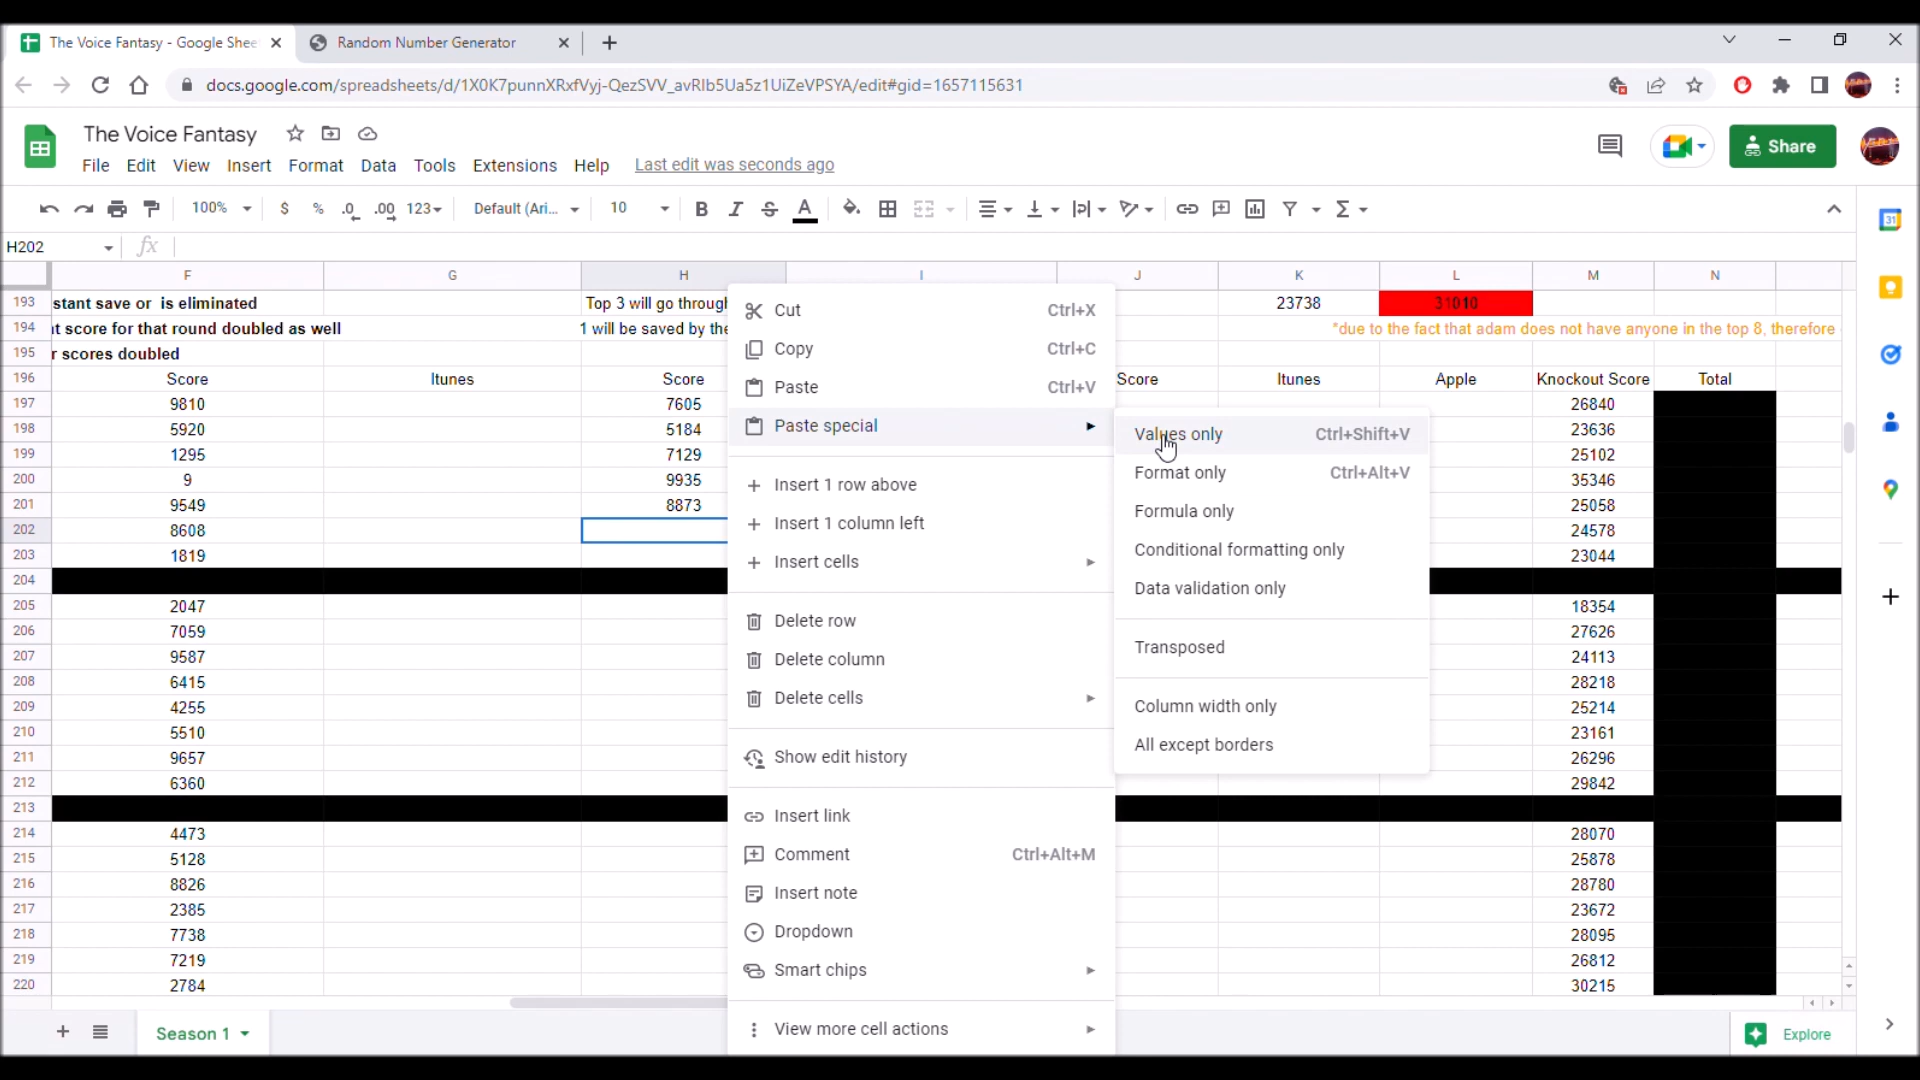 The Voice Fantasy - Google Shee
Random Number Generator
docs.google.com/spreadsheets/d/1X0K7punnXRxfVyj-QezSVV_avRIb5Ua5z1UiZeVPSYA/edit#gid=1657115631
The Voice Fantasy
Share
File Edit View Insert Format Data Tools Extensions Help Last edit was seconds ago
100% $ % .0 .00 123 Default (Ari... 10 B I S A Σ
H202 fx
F G H I J K L M N
193 stant save or is eliminated Top 3 will go through 23738 31010
194 t score for that round doubled as well 1 will be saved by the *due to the fact that adam does not have anyone in the top 8, therefore
195 r scores doubled
196 Score Itunes Score Score Itunes Apple Knockout Score Total
197 9810 7605 26840
198 5920 5184 23636
199 1295 7129 25102
200 9 9935 35346
201 9549 8873 25058
202 8608 24578
203 1819 23044
204
205 2047 18354
206 7059 27626
207 9587 24113
208 6415 28218
209 4255 25214
210 5510 23161
211 9657 26296
212 6360 29842
213
214 4473 28070
215 5128 25878
216 8826 28780
217 2385 23672
218 7738 28095
219 7219 26812
220 2784 30215
Cut Ctrl+X
Copy Ctrl+C
Paste Ctrl+V
Paste special
Insert 1 row above
Insert 1 column left
Insert cells
Delete row
Delete column
Delete cells
Show edit history
Insert link
Comment Ctrl+Alt+M
Insert note
Dropdown
Smart chips
View more cell actions
Values only Ctrl+Shift+V
Format only Ctrl+Alt+V
Formula only
Conditional formatting only
Data validation only
Transposed
Column width only
All except borders
31
Season 1
Explore